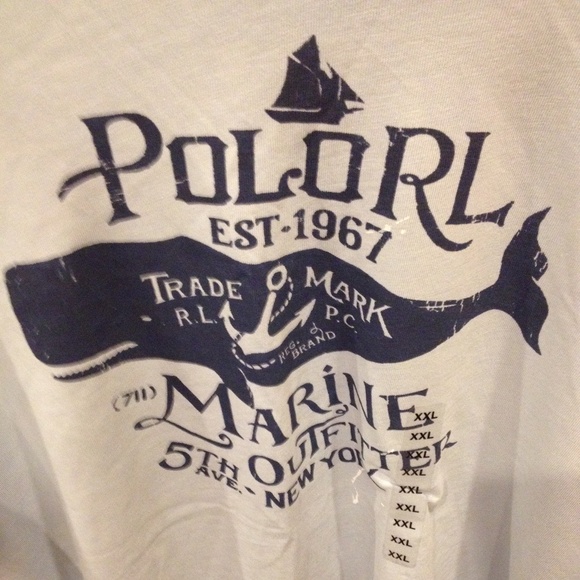 POLO RL
EST-1967
TRADE MARK
R.L. P.C.
REG. d
BRAND
(711) MARINE
OUTFITTER
5TH AVE. - NEW YO
XXL
XXL
XXL
XXL
XXL
XXL
XXL
XXL
XXL